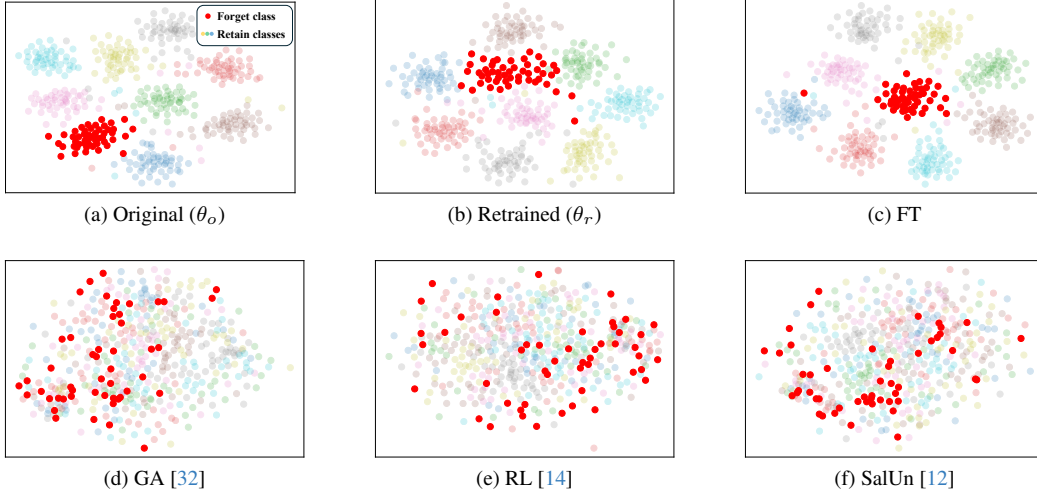 Forget class
Retain classes
(a) Original (θₒ)
(b) Retrained (θᵣ)
(c) FT
(d) GA [32]
(e) RL [14]
(f) SalUn [12]